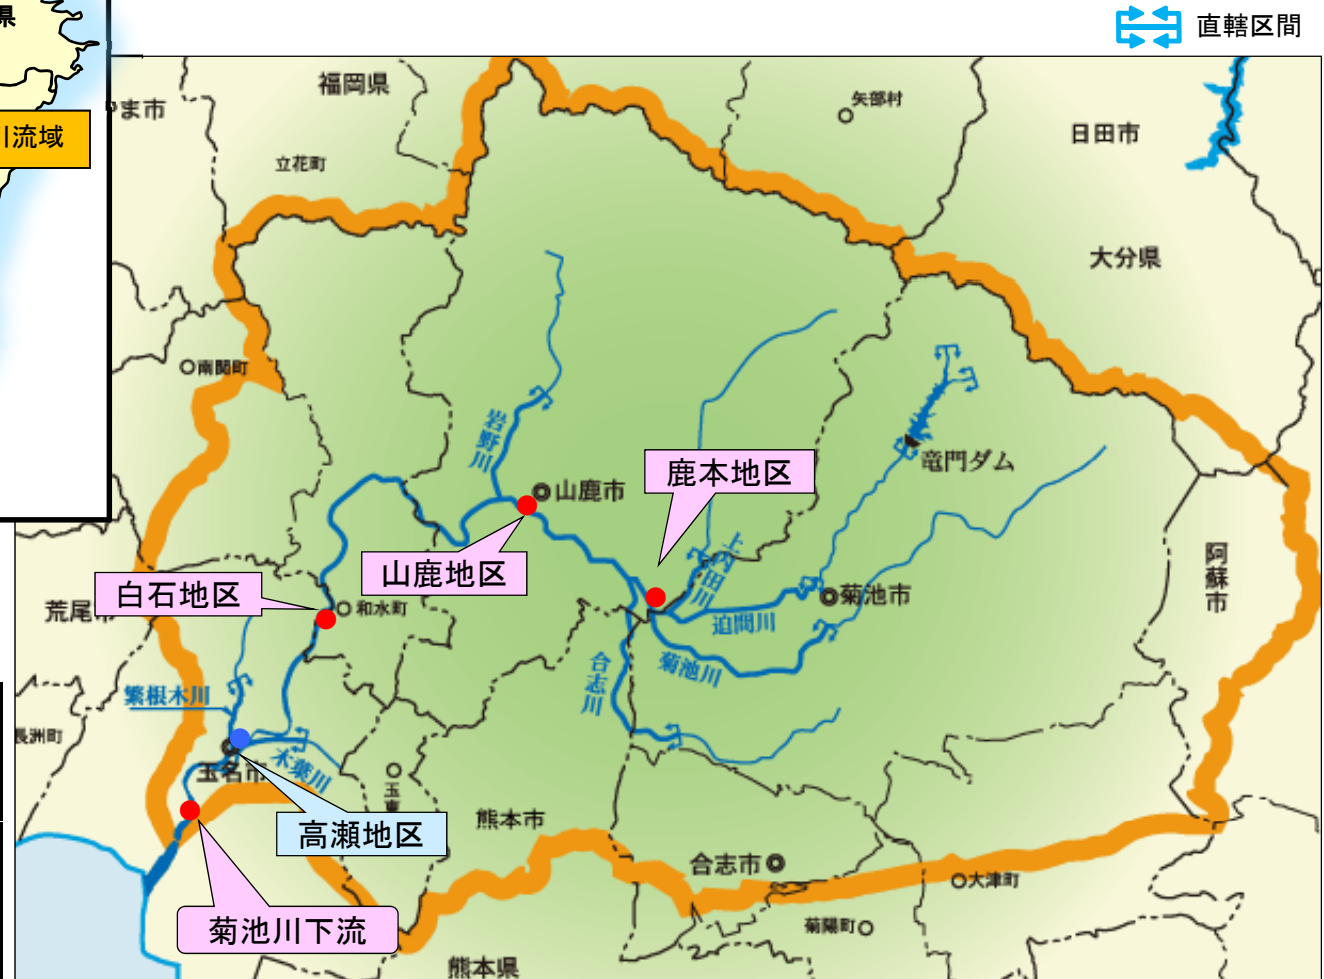 県
川流域
直轄区間
ま市
福岡県
立花町
矢部村
日田市
大分県
南関町
岩野川
山鹿市
鹿本地区
竜門ダム
上内田川
山鹿地区
白石地区
荒尾市
和水町
迫間川
菊池市
阿蘇市
菊池川
合志川
繁根木川
長洲町
玉名市
木葉川
玉東
高瀬地区
熊本市
合志市
大津町
菊池川下流
菊陽町
熊本県